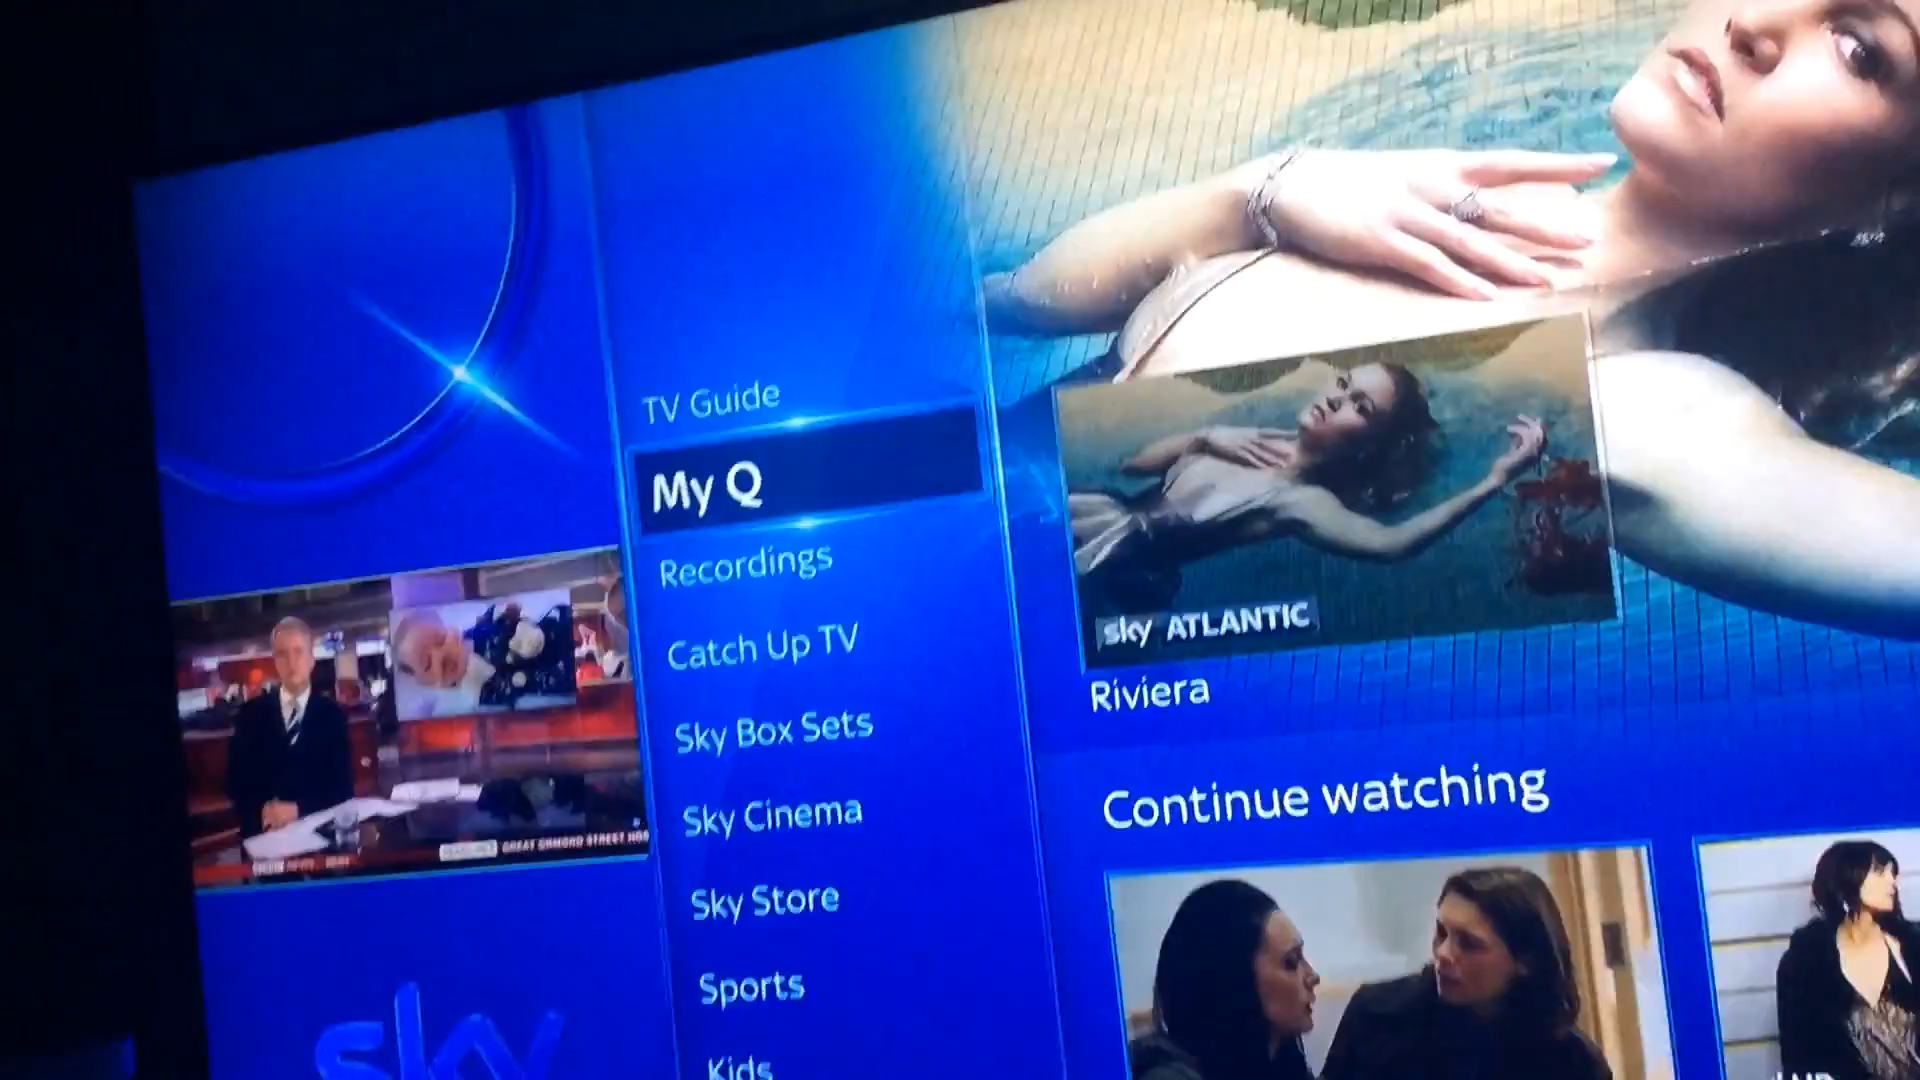 TV Guide
My Q
Recordings
Catch Up TV
Sky Box Sets
Sky Cinema
Sky Store
Sports
Kids
sky ATLANTIC
Riviera
Continue watching
GREAT ORMOND STREET
sky